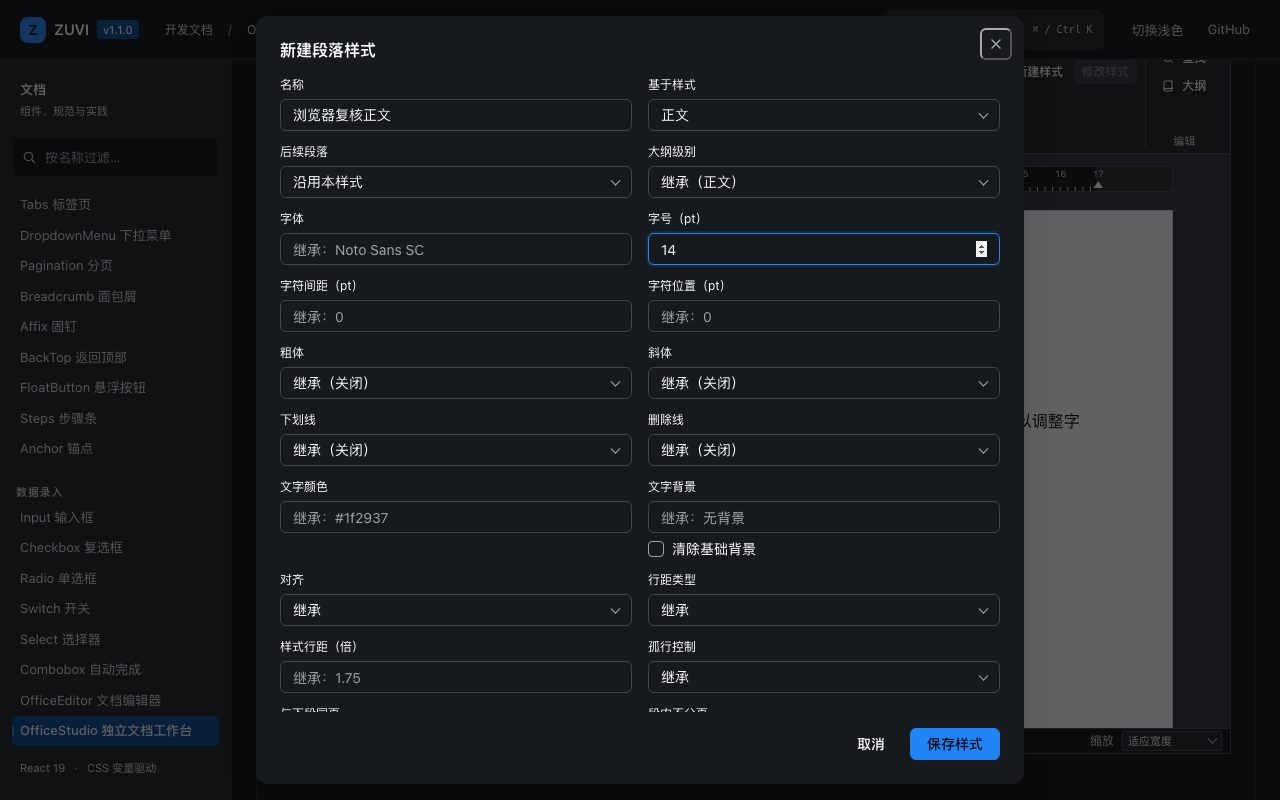 Z ZUVI v1.1.0 开发文档 / O
⌘ / Ctrl K 切换浅色 GitHub
文档
组件、规范与实践
按名称过滤...
Tabs 标签页
DropdownMenu 下拉菜单
Pagination 分页
Breadcrumb 面包屑
Affix 固钉
BackTop 返回顶部
FloatButton 悬浮按钮
Steps 步骤条
Anchor 锚点
数据录入
Input 输入框
Checkbox 复选框
Radio 单选框
Switch 开关
Select 选择器
Combobox 自动完成
OfficeEditor 文档编辑器
OfficeStudio 独立文档工作台
React 19 · CSS 变量驱动
新建段落样式
名称
浏览器复核正文
基于样式
正文
后续段落
沿用本样式
大纲级别
继承（正文）
字体
继承：Noto Sans SC
字号（pt）
14
字符间距（pt）
继承：0
字符位置（pt）
继承：0
粗体
继承（关闭）
斜体
继承（关闭）
下划线
继承（关闭）
删除线
继承（关闭）
文字颜色
继承：#1f2937
文字背景
继承：无背景
清除基础背景
对齐
继承
行距类型
继承
样式行距（倍）
继承：1.75
孤行控制
继承
取消
保存样式
建样式 修改样式
大纲
编辑
16 17
调整字
缩放 适应宽度